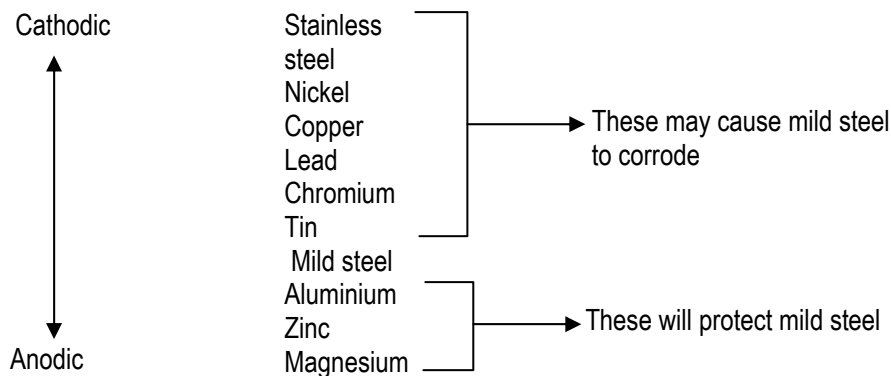 Cathodic
Stainless
steel
Nickel
Copper
Lead
Chromium
Tin
Mild steel
Aluminium
Zinc
Magnesium
Anodic
These may cause mild steel
to corrode
These will protect mild steel